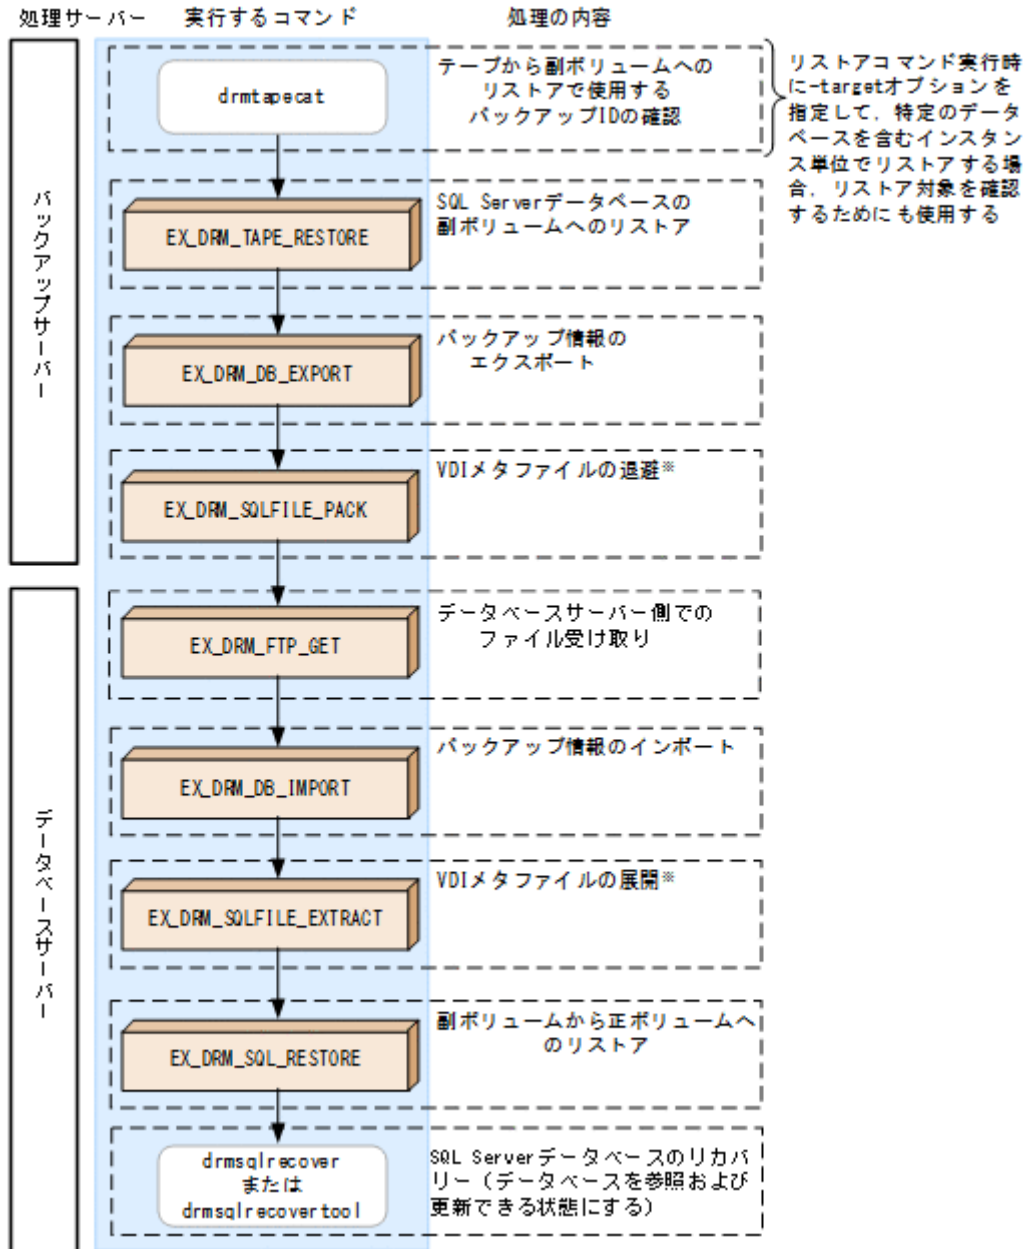 処理サーバー 実行するコマンド 処理の内容
バックアップサーバー
drmtapecat
テープから副ボリュームへの
リストアで使用する
バックアップIDの確認
リストアコマンド実行時
に-targetオプションを
指定して，特定のデータ
ベースを含むインスタン
ス単位でリストアする場
合，リストア対象を確認
するためにも使用する
EX_DRM_TAPE_RESTORE
SQL Serverデータベースの
副ボリュームへのリストア
EX_DRM_DB_EXPORT
バックアップ情報の
エクスポート
EX_DRM_SQLFILE_PACK
VDIメタファイルの退避※
データベースサーバー
EX_DRM_FTP_GET
データベースサーバー側での
ファイル受け取り
EX_DRM_DB_IMPORT
バックアップ情報のインポート
EX_DRM_SQLFILE_EXTRACT
VDIメタファイルの展開※
EX_DRM_SQL_RESTORE
副ボリュームから正ボリュームへ
のリストア
drmsqlrecover
または
drmsqlrecovertool
SQL Serverデータベースのリカバ
リー（データベースを参照および
更新できる状態にする）